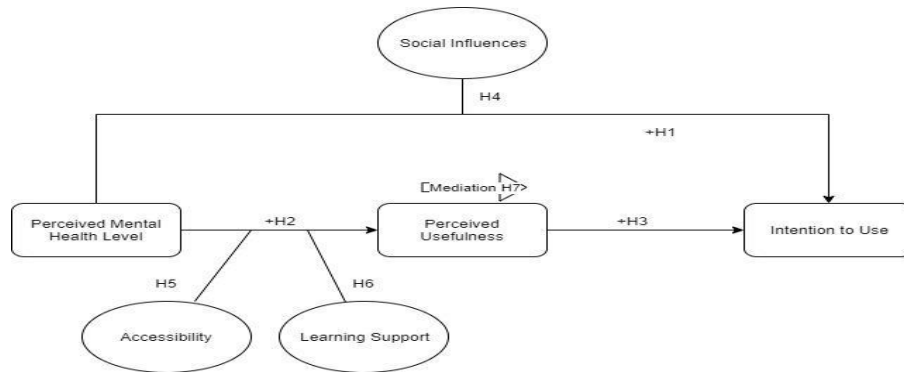 Social Influences
H4
+H1
[Mediation H7>
Perceived Mental
Health Level
+H2
Perceived
Usefulness
+H3
Intention to Use
H5
H6
Accessibility
Learning Support